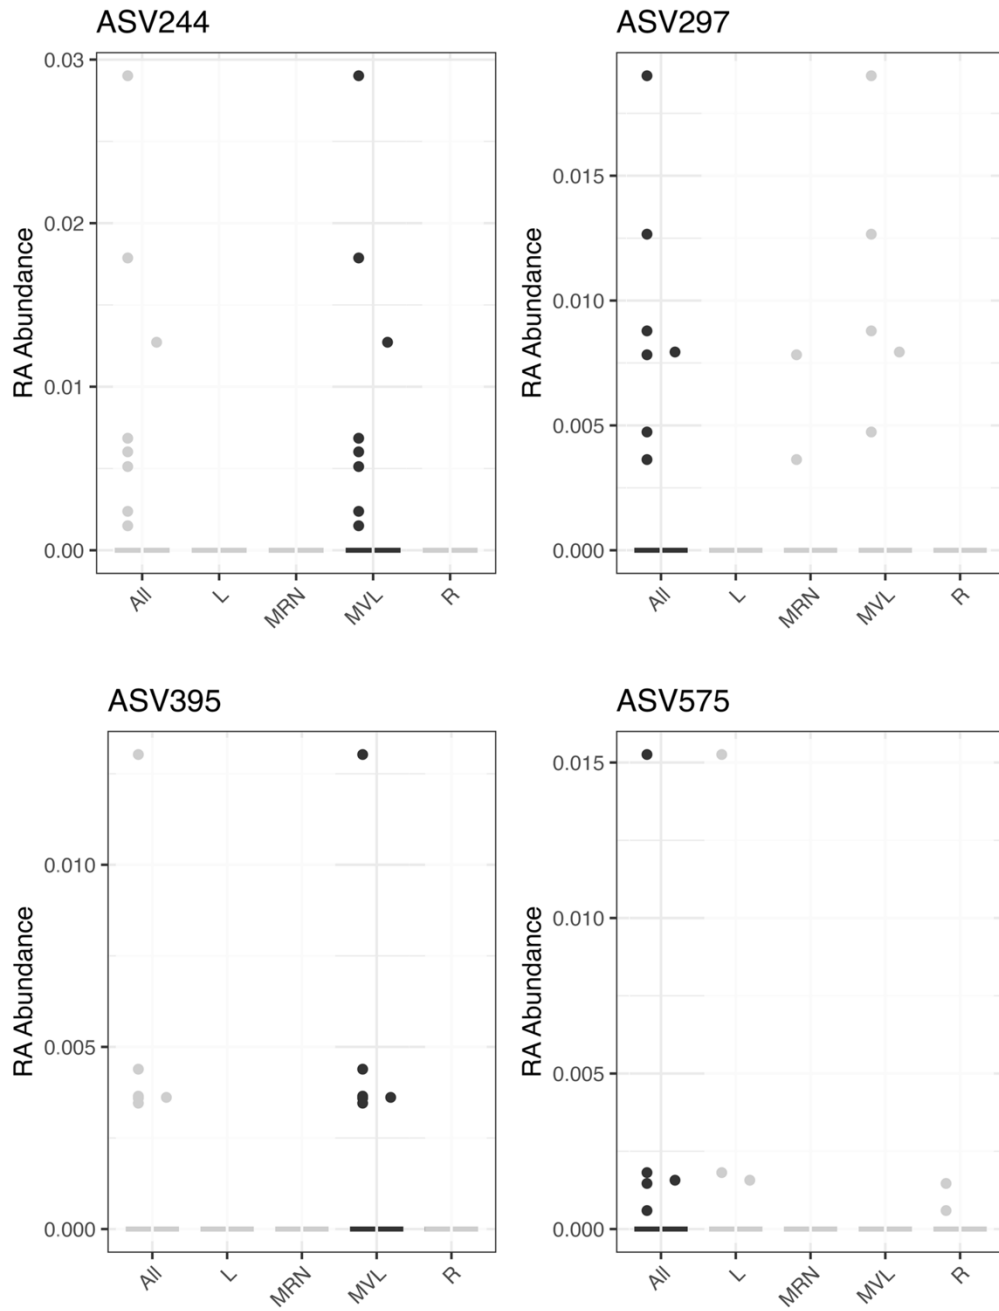 ASV244
RA Abundance
0.03
0.02
0.01
0.00
All
L
MRN
MVL
R
ASV297
RA Abundance
0.015
0.010
0.005
0.000
All
L
MRN
MVL
R
ASV395
RA Abundance
0.010
0.005
0.000
All
L
MRN
MVL
R
ASV575
RA Abundance
0.015
0.010
0.005
0.000
All
L
MRN
MVL
R